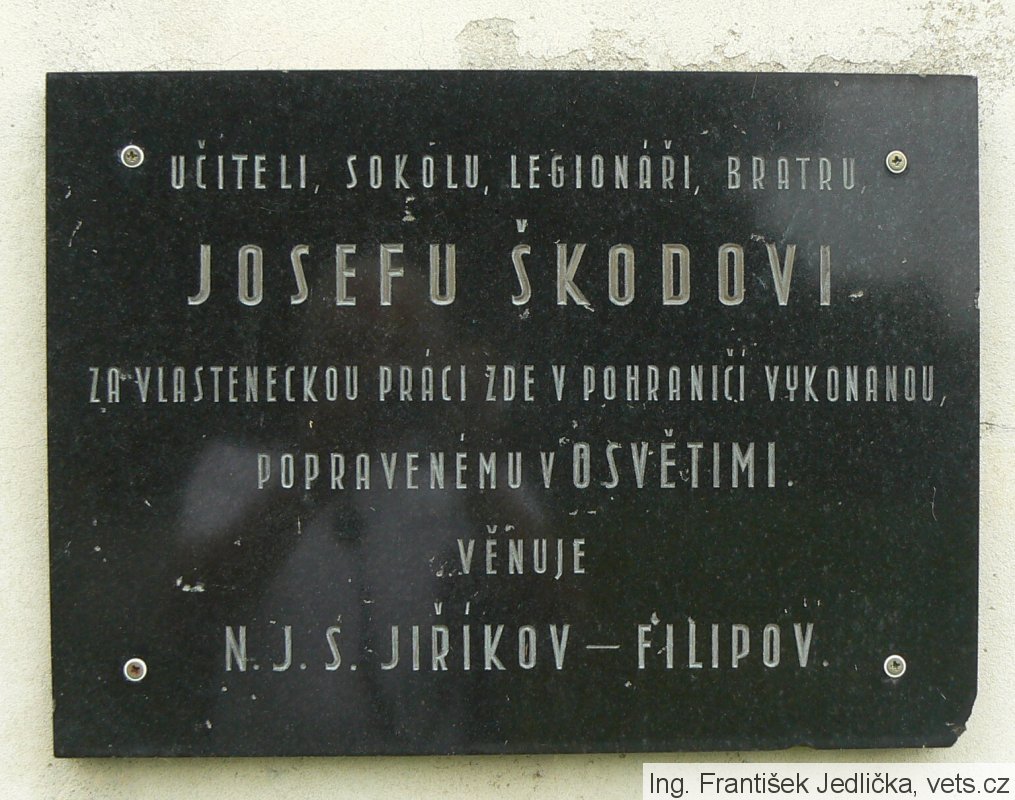 UČITELI, SOKOLU, LEGIONÁŘI, BRATRU,
JOSEFU ŠKODOVI
ZA VLASTENECKOU PRÁCI ZDE V POHRANIČÍ VYKONANOU,
POPRAVENÉMU V OSVĚTIMI.
VĚNUJE
N. J. S. JIŘÍKOV – FILIPOV.
Ing. František Jedlička, vets.cz